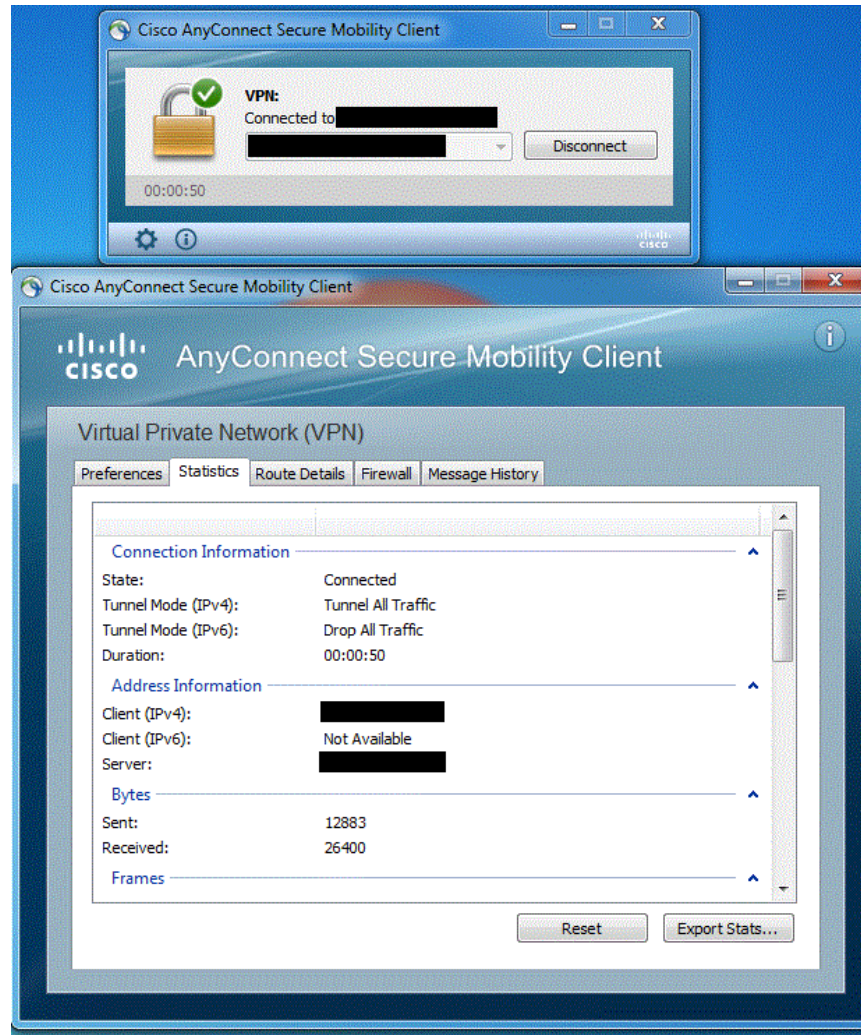 Cisco AnyConnect Secure Mobility Client
VPN:
Connected to
Disconnect
00:00:50
cisco
Cisco AnyConnect Secure Mobility Client
CISCO AnyConnect Secure Mobility Client
Virtual Private Network (VPN)
Preferences Statistics Route Details Firewall Message History
Connection Information
State: Connected
Tunnel Mode (IPv4): Tunnel All Traffic
Tunnel Mode (IPv6): Drop All Traffic
Duration: 00:00:50
Address Information
Client (IPv4):
Client (IPv6): Not Available
Server:
Bytes
Sent: 12883
Received: 26400
Frames
Reset Export Stats...